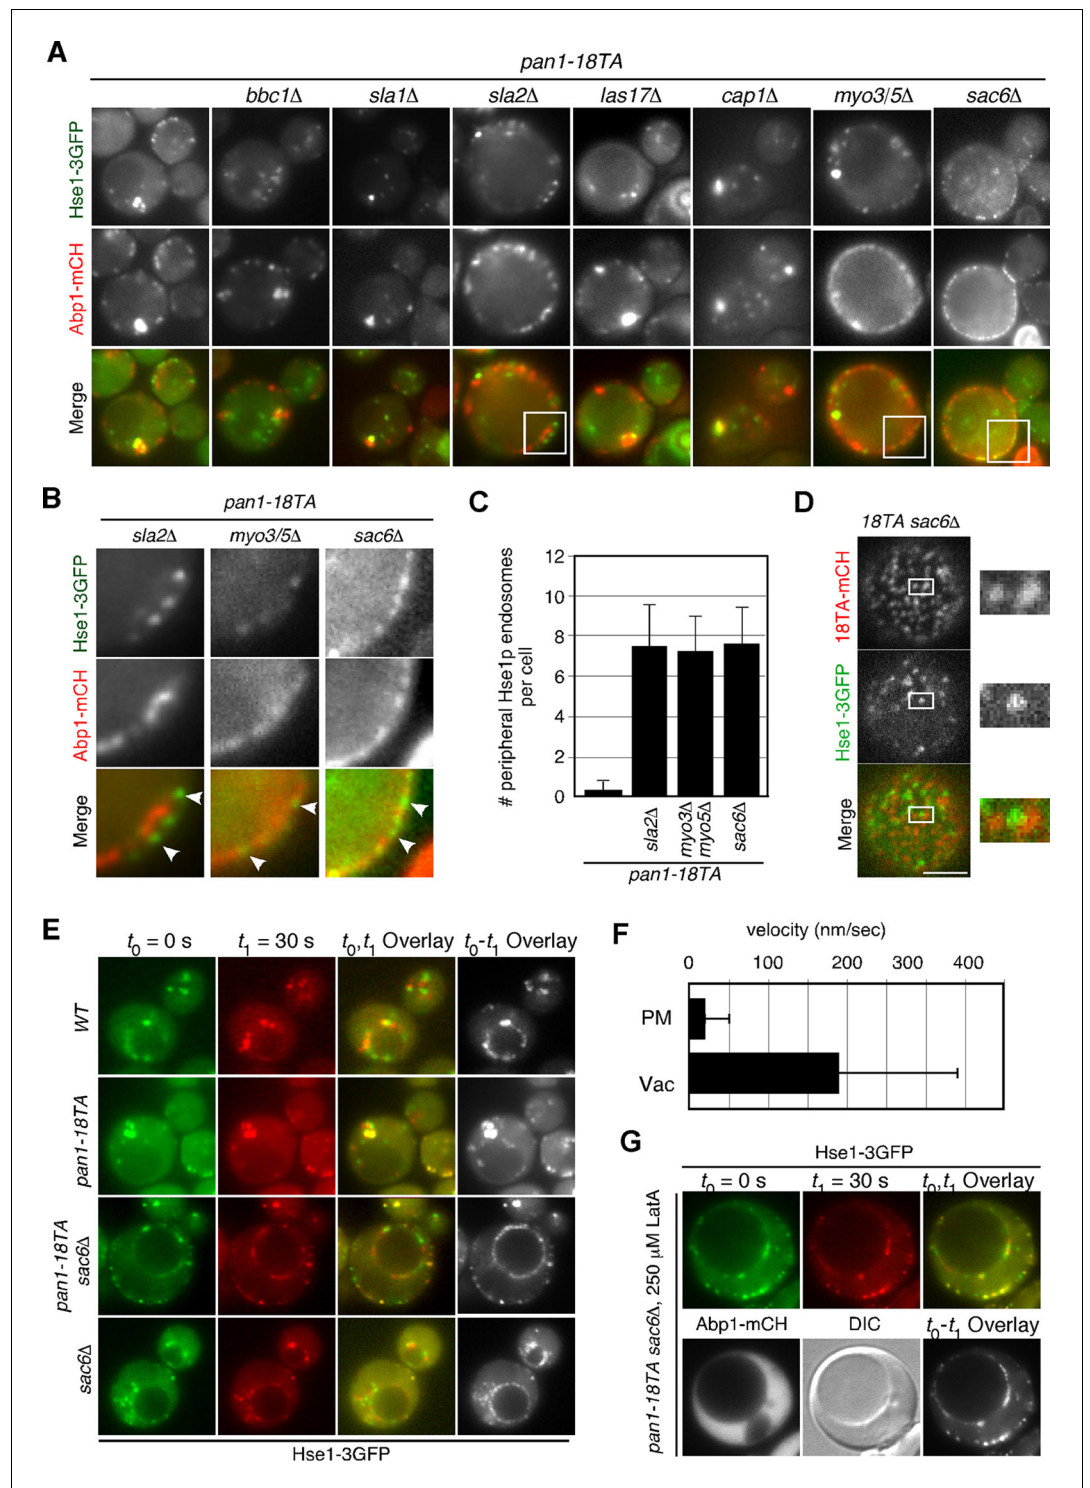 A
pan1-18TA
bbc1Δ sla1Δ sla2Δ las17Δ cap1Δ myo3/5Δ sac6Δ
Hse1-3GFP
Abp1-mCH
Merge
B
pan1-18TA
sla2Δ myo3/5Δ sac6Δ
Hse1-3GFP
Abp1-mCH
Merge
C
# peripheral Hse1p endosomes
per cell
12
10
8
6
4
2
0
sla2Δ
myo3Δ
myo5Δ
sac6Δ
pan1-18TA
D
18TA sac6Δ
18TA-mCH
Hse1-3GFP
Merge
E
t0 = 0 s t1 = 30 s t0,t1 Overlay t0-t1 Overlay
WT
pan1-18TA
pan1-18TA
sac6Δ
sac6Δ
Hse1-3GFP
F
velocity (nm/sec)
0 100 200 300 400
PM
Vac
G
Hse1-3GFP
t0 = 0 s t1 = 30 s t0,t1 Overlay
pan1-18TA sac6Δ, 250 µM LatA
Abp1-mCH DIC t0-t1 Overlay